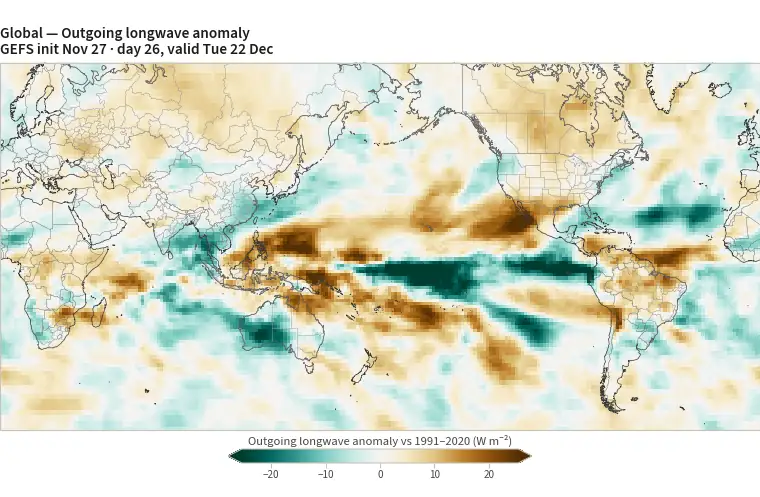 Global — Outgoing longwave anomaly
GEFS init Nov 27 · day 26, valid Tue 22 Dec
Outgoing longwave anomaly vs 1991–2020 (W m⁻²)
−20 −10 0 10 20